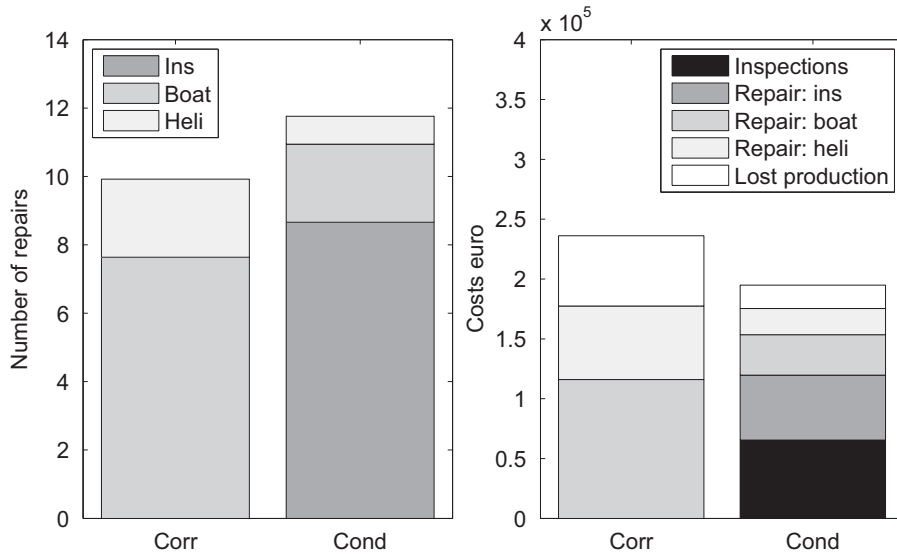 14
12
10
8
6
4
2
0
Number of repairs
Ins
Boat
Heli
Corr
Cond
x 10^5
4
3.5
3
2.5
2
1.5
1
0.5
0
Costs euro
Inspections
Repair: ins
Repair: boat
Repair: heli
Lost production
Corr
Cond